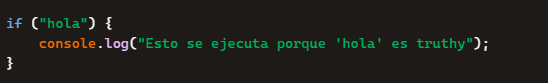 if ("hola") {
    console.log("Esto se ejecuta porque 'hola' es truthy");
}